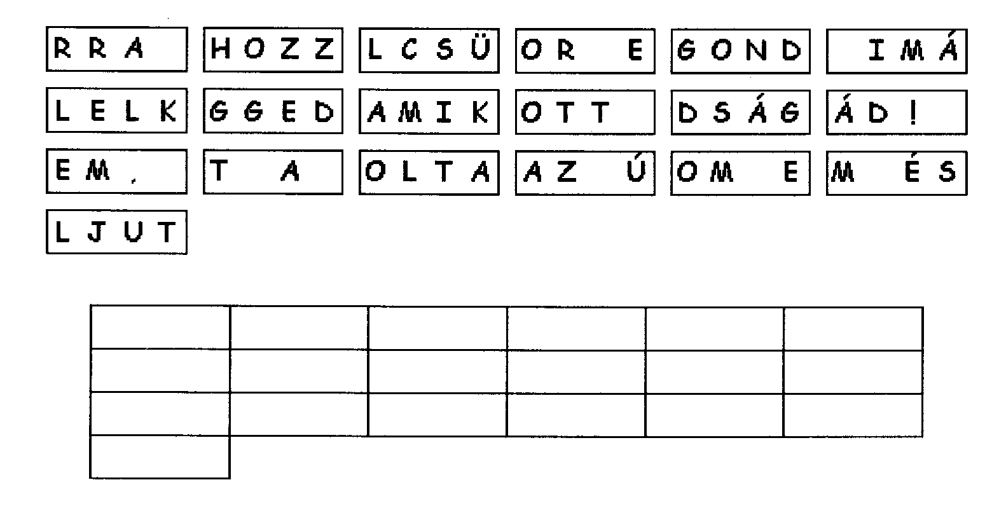 RRA HOZZ LCSÜ OR E GOND IMÁ
LELK GGED AMIK OTT DSÁG ÁD!
EM, T A OLTA AZ Ú OM E M ÉS
LJUT